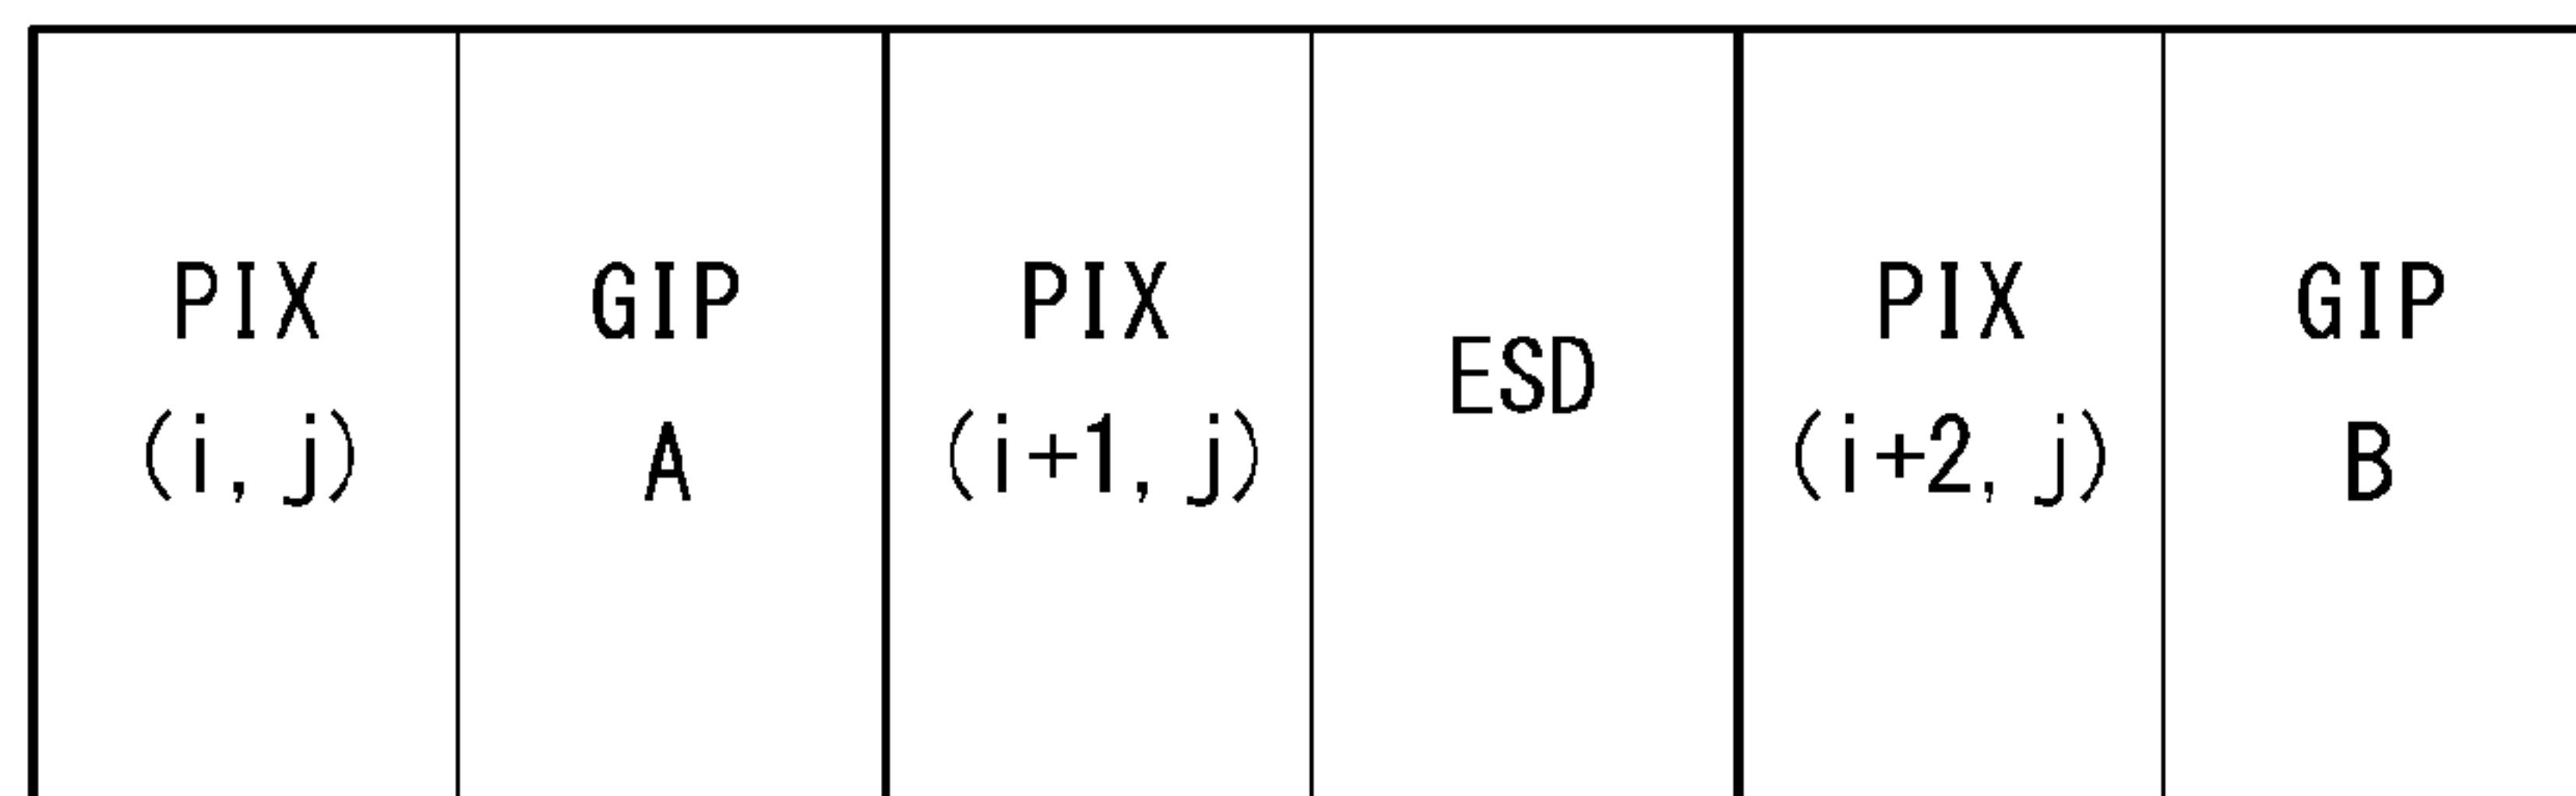 PIX
(i, j)
GIP
A
PIX
(i+1, j)
ESD
PIX
(i+2, j)
GIP
B